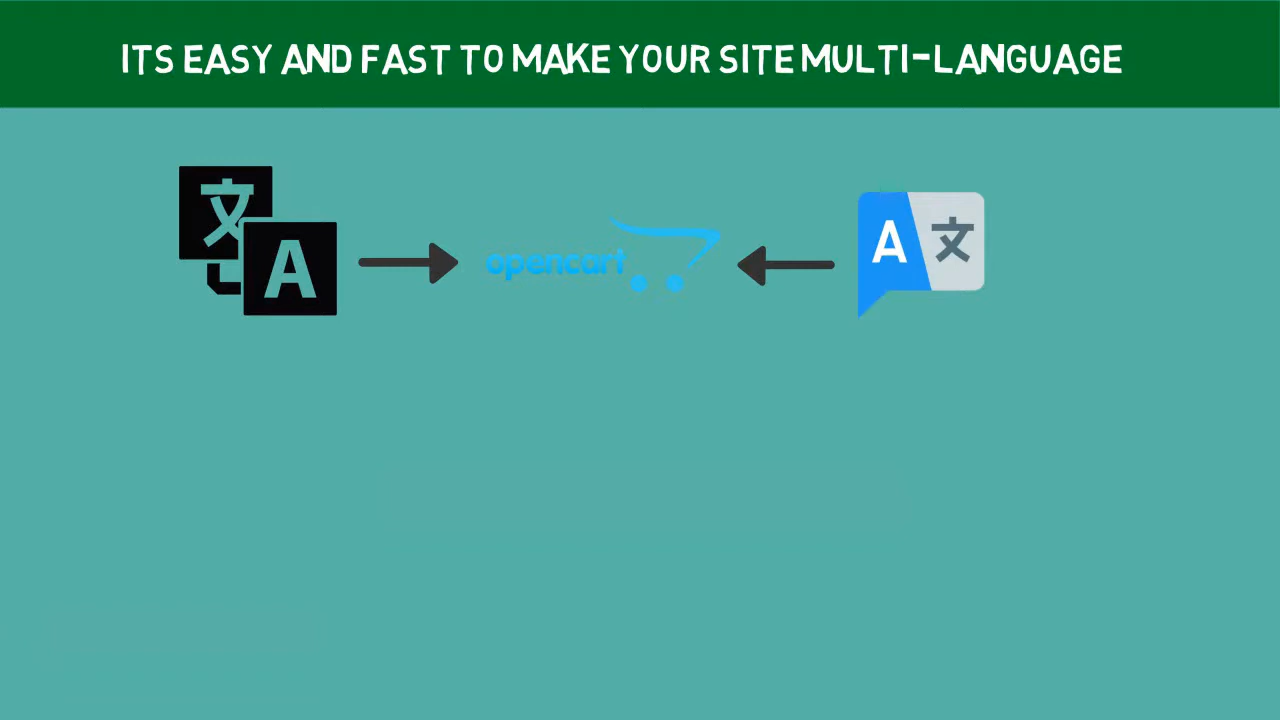 ITS EASY AND FAST TO MAKE YOUR SITE MULTI-LANGUAGE
文
A
opencart
A 文